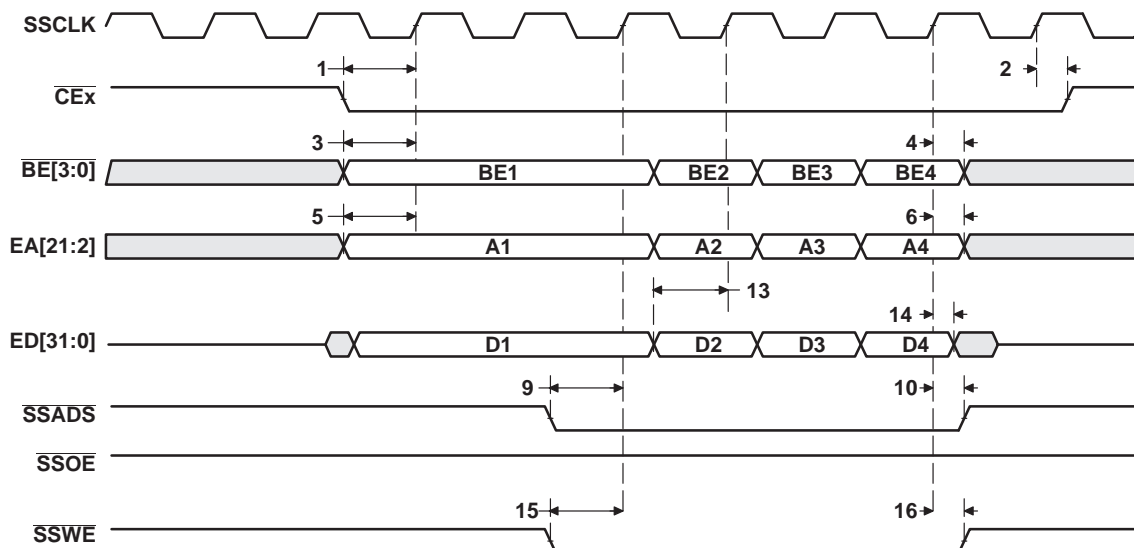 SSCLK
1 2
CEx
3 4
BE[3:0] BE1 BE2 BE3 BE4
5 6
EA[21:2] A1 A2 A3 A4
13
14
ED[31:0] D1 D2 D3 D4
9 10
SSADS
SSOE
15 16
SSWE